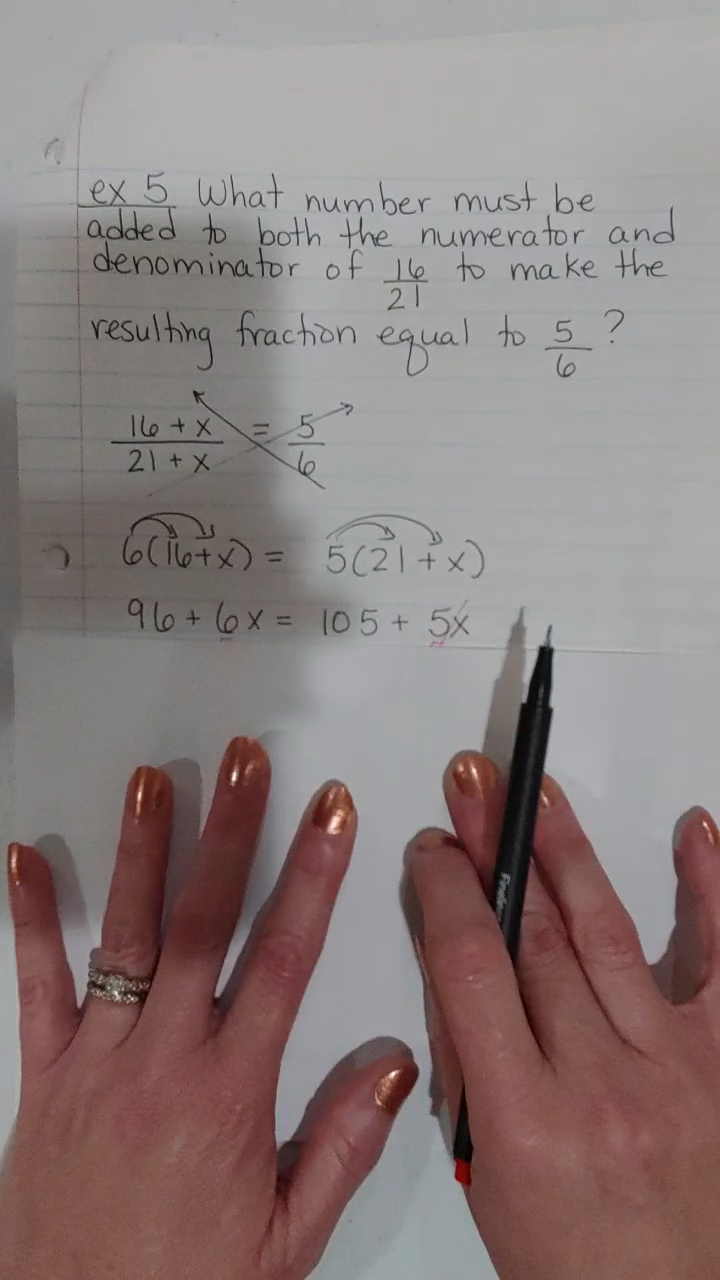 ex 5 What number must be
added to both the numerator and
denominator of 16/21 to make the
resulting fraction equal to 5/6 ?
16 + x / 21 + x = 5/6
6(16+x) = 5(21 + x)
96 + 6x = 105 + 5x